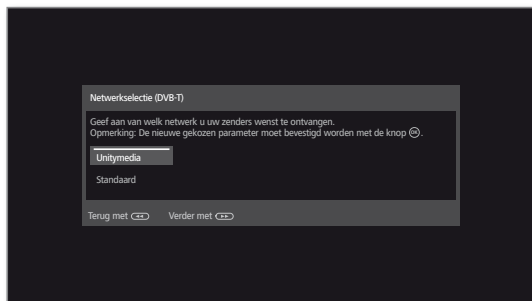 Netwerkselectie (DVB-T)
Geef aan van welk netwerk u uw zenders wenst te ontvangen.
Opmerking: De nieuwe gekozen parameter moet bevestigd worden met de knop OK.
Unitymedia
Standaard
Terug met ◄◄ Verder met ►►